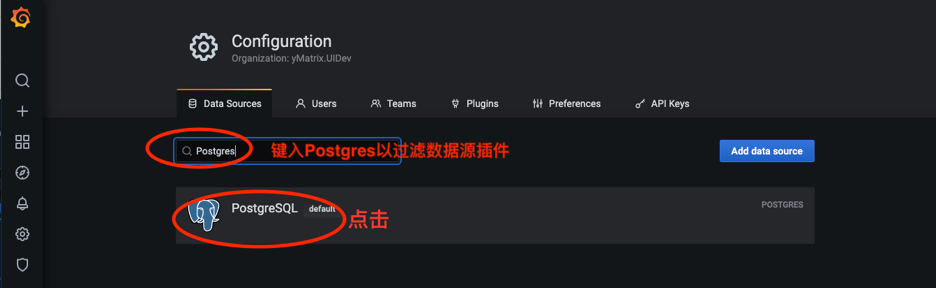 Configuration
Organization: yMatrix.UIDev
Data Sources
Users
Teams
Plugins
Preferences
API Keys
Postgres
键入Postgres以过滤数据源插件
Add data source
PostgreSQL default
POSTGRES
点击